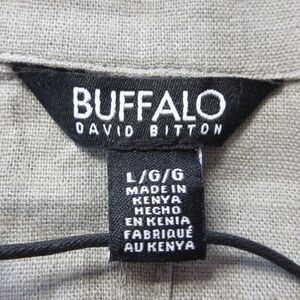 BUFFALO
DAVID BITTON
L/G/G
MADE IN
KENYA
HECHO
EN KENIA
FABRIQUÉ
AU KENYA